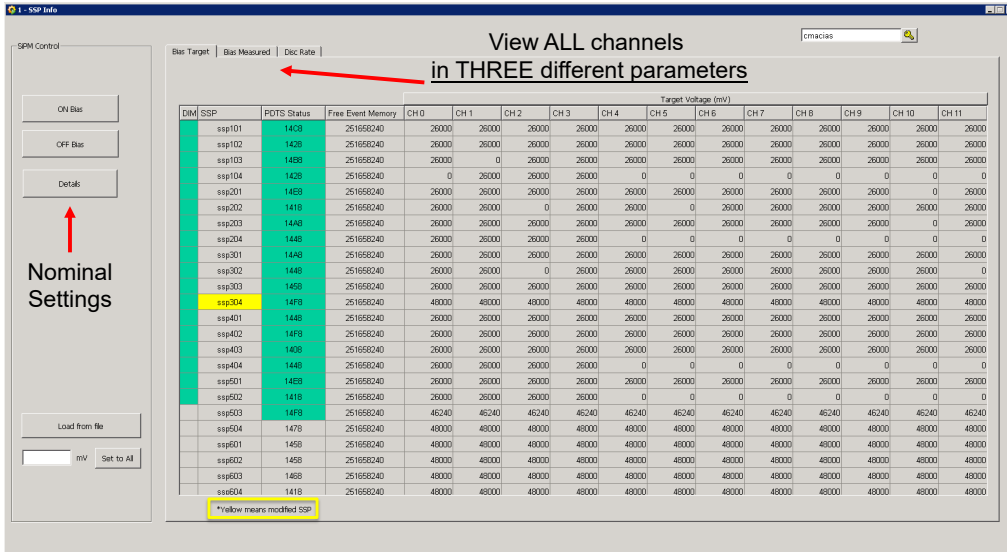 1 - SSP Info
cmacias
SiPM Control
Bias Target Bias Measured Disc Rate
View ALL channels
in THREE different parameters
ON Bias
OFF Bias
Details
Nominal
Settings
Load from file
mV Set to All
Target Voltage (mV)
DIM SSP PDTS Status Free Event Memory CH 0 CH 1 CH 2 CH 3 CH 4 CH 5 CH 6 CH 7 CH 8 CH 9 CH 10 CH 11
ssp101 14C8 251658240 26000 26000 26000 26000 26000 26000 26000 26000 26000 26000 26000 26000
ssp102 1428 251658240 26000 26000 26000 26000 26000 26000 26000 26000 26000 26000 26000 26000
ssp103 14B8 251658240 26000 0 26000 26000 26000 26000 26000 26000 26000 26000 26000 26000
ssp104 1428 251658240 0 26000 26000 26000 0 0 0 0 0 0 0 0
ssp201 14E8 251658240 26000 26000 26000 26000 26000 26000 26000 26000 26000 26000 0 26000
ssp202 1418 251658240 26000 26000 0 26000 26000 0 26000 26000 26000 26000 26000 26000
ssp203 14A8 251658240 26000 26000 26000 26000 26000 26000 26000 26000 26000 26000 0 26000
ssp204 1448 251658240 26000 26000 26000 26000 0 0 0 0 0 0 0 0
ssp301 14A8 251658240 26000 26000 26000 26000 26000 26000 26000 26000 26000 26000 26000 26000
ssp302 1448 251658240 26000 26000 0 26000 26000 26000 26000 26000 26000 26000 26000 0
ssp303 1458 251658240 26000 26000 26000 26000 26000 26000 26000 26000 26000 26000 26000 26000
ssp304 14F8 251658240 48000 48000 48000 48000 48000 48000 48000 48000 48000 48000 48000 48000
ssp401 1448 251658240 26000 26000 26000 26000 26000 26000 26000 26000 26000 26000 26000 26000
ssp402 14F8 251658240 26000 26000 26000 26000 26000 26000 26000 26000 26000 26000 26000 26000
ssp403 1408 251658240 26000 26000 26000 26000 26000 26000 26000 26000 26000 26000 26000 26000
ssp404 1448 251658240 26000 26000 26000 26000 0 0 0 0 0 0 0 0
ssp501 14E8 251658240 26000 26000 26000 26000 26000 26000 26000 26000 26000 26000 26000 26000
ssp502 1418 251658240 26000 26000 26000 26000 0 0 0 0 0 0 0 0
ssp503 14F8 251658240 46240 46240 46240 46240 46240 46240 46240 46240 46240 46240 46240 46240
ssp504 1478 251658240 48000 48000 48000 48000 48000 48000 48000 48000 48000 48000 48000 48000
ssp601 1458 251658240 48000 48000 48000 48000 48000 48000 48000 48000 48000 48000 48000 48000
ssp602 1458 251658240 48000 48000 48000 48000 48000 48000 48000 48000 48000 48000 48000 48000
ssp603 1468 251658240 48000 48000 48000 48000 48000 48000 48000 48000 48000 48000 48000 48000
ssp604 1418 251658240 48000 48000 48000 48000 48000 48000 48000 48000 48000 48000 48000 48000
*Yellow means modified SSP